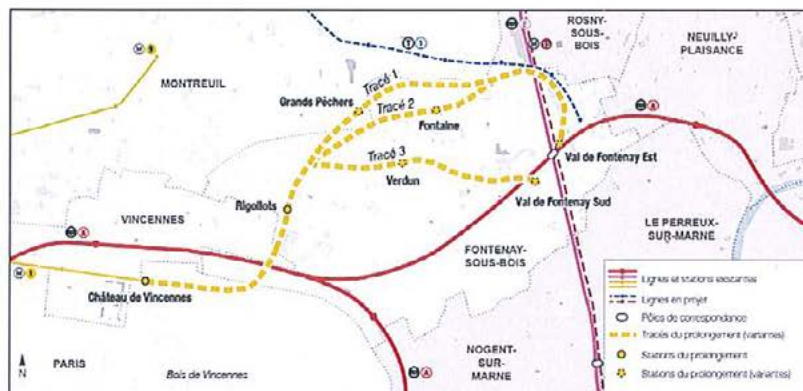 ROSNY-
SOUS-
BOIS
NEUILLY-
PLAISANCE
M 9
T 1
MONTREUIL
Tracé 1
Grands Pêchers
Tracé 2
Fontaine
A
Tracé 3
Verdun
Val de Fontenay Est
Val de Fontenay Sud
Rigollots
VINCENNES
A
LE PERREUX-
SUR-MARNE
FONTENAY-
SOUS-BOIS
M 1
Château de Vincennes
Lignes et stations existantes
Lignes en projet
Pôles de correspondance
Tracés du prolongement (variantes)
Stations du prolongement
Stations du prolongement (variantes)
N
PARIS
Bois de Vincennes
NOGENT-
SUR-
MARNE
A